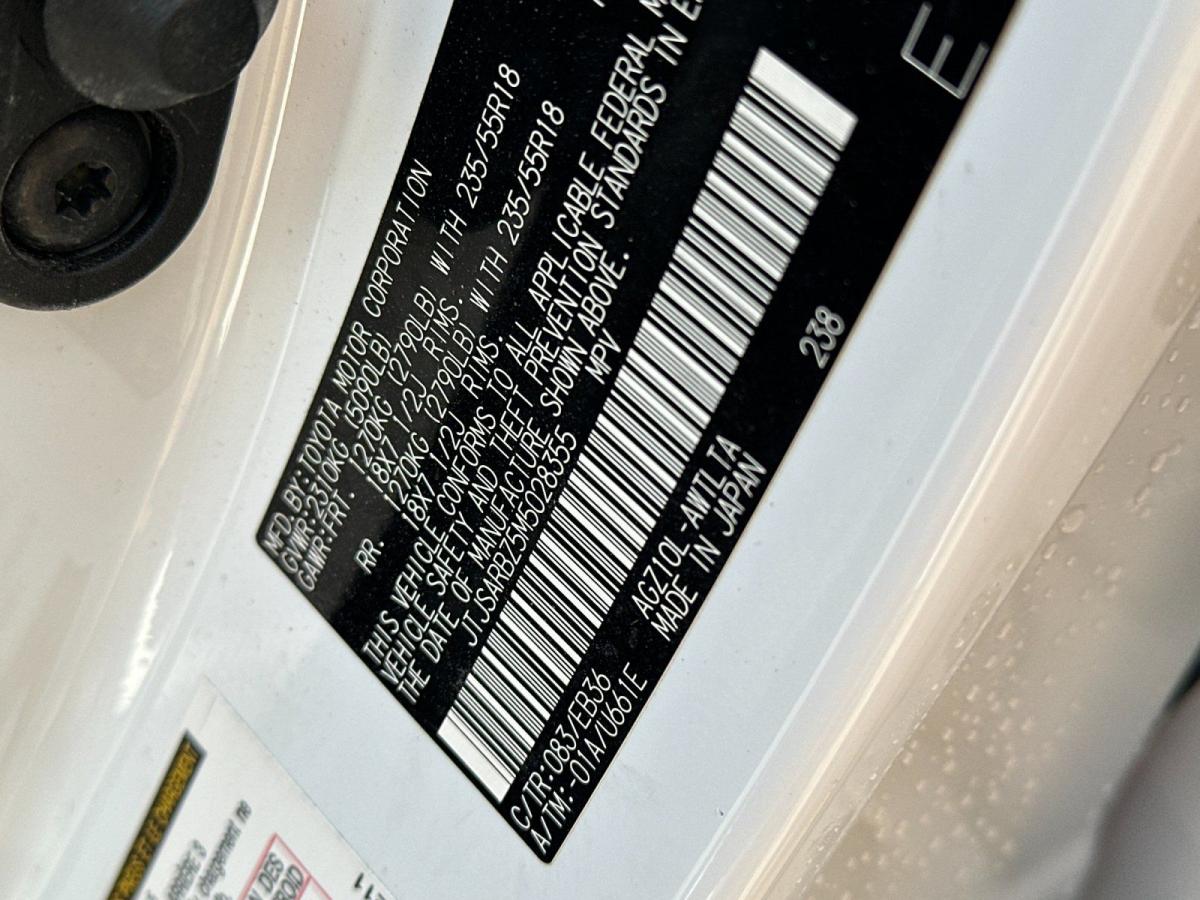 MFD. BY: TOYOTA MOTOR CORPORATION
GVWR: 2310KG (5090LB)
GAWR: FRT. 1270KG (2790LB) WITH 235/55R18
18X7 1/2J RIMS.
RR. 1270KG (2790LB) WITH 235/55R18
18X7 1/2J RIMS.
THIS VEHICLE CONFORMS TO ALL APPLICABLE FEDERAL
VEHICLE SAFETY AND THEFT PREVENTION STANDARDS IN
THE DATE OF MANUFACTURE SHOWN ABOVE.
JTJSARBZ5M5028355 MPV
238
C/TR: 083/EB36 AGZ10L-AWTLTA
A/TM: -01A/U661E MADE IN JAPAN
E
chargement ne
DES